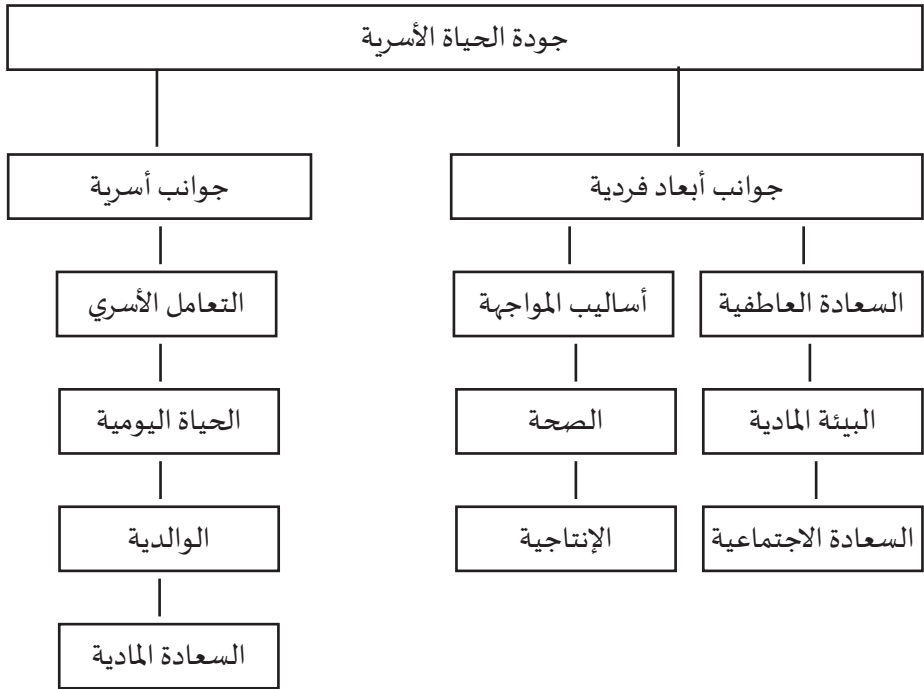 جودة الحياة الأسرية
جوانب أبعاد فردية
جوانب أسرية
السعادة العاطفية
أساليب المواجهة
التعامل الأسري
البيئة المادية
الصحة
الحياة اليومية
السعادة الاجتماعية
الإنتاجية
الوالدية
السعادة المادية